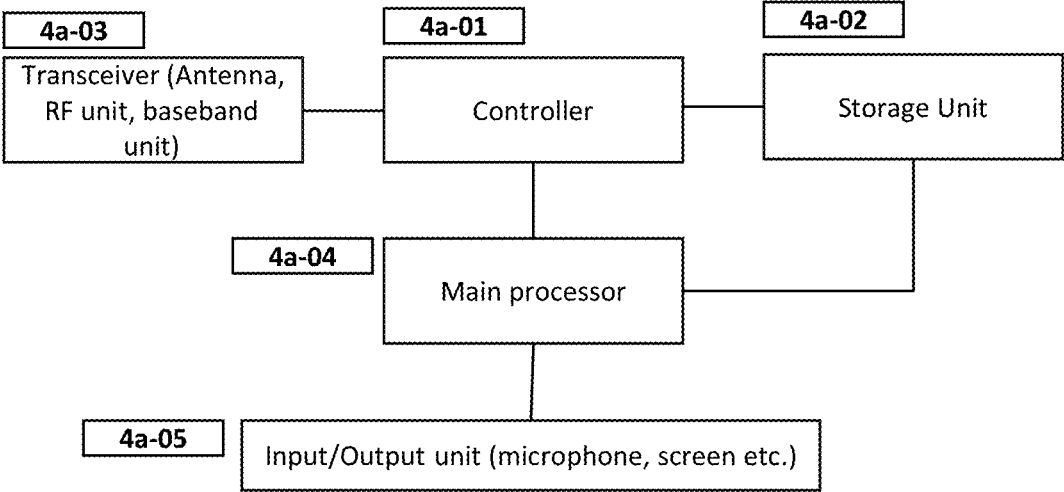 4a-03
Transceiver (Antenna,
RF unit, baseband
unit)
4a-01
Controller
4a-02
Storage Unit
4a-04
Main processor
4a-05
Input/Output unit (microphone, screen etc.)